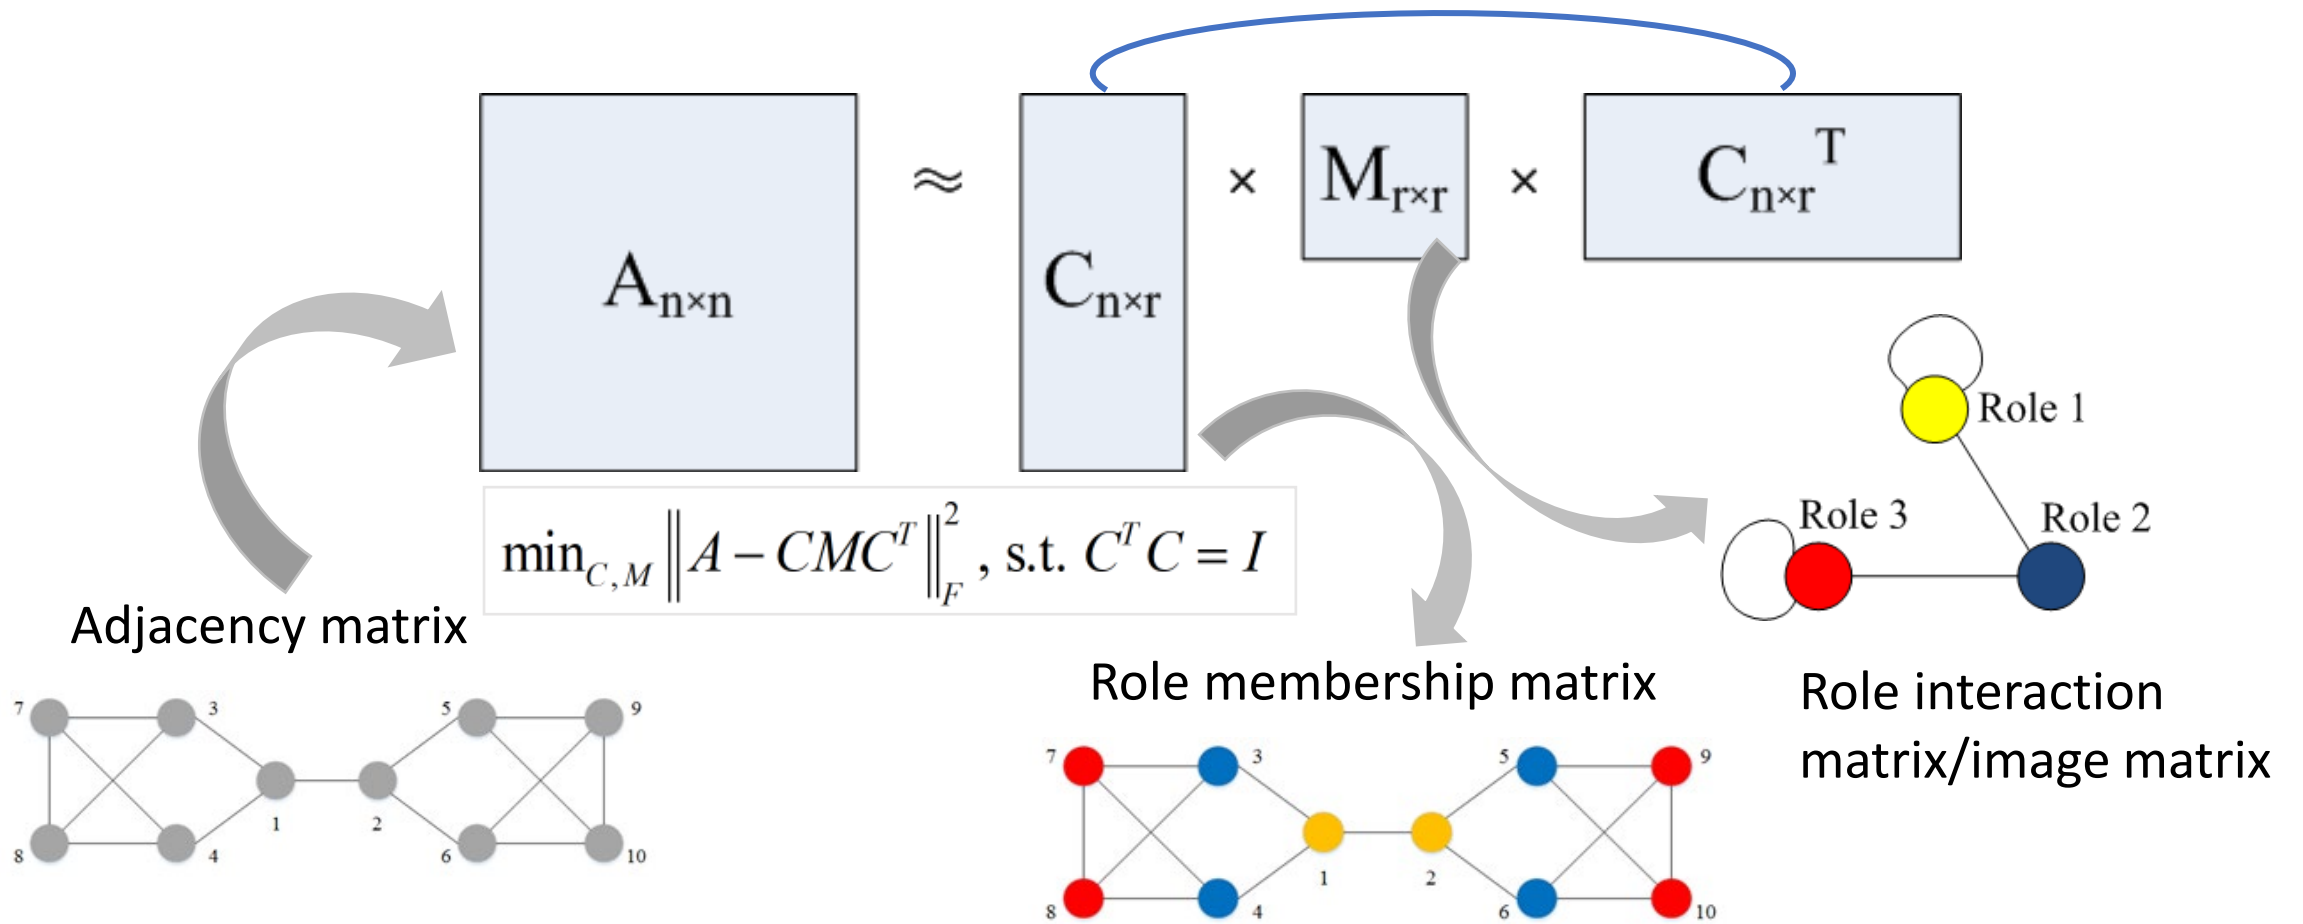 A n×n
≈
C n×r
×
M r×r
×
C n×r T
min C,M ‖A − CMC^T‖²_F , s.t. C^T C = I
Role 1
Role 3
Role 2
Adjacency matrix
Role membership matrix
Role interaction
matrix/image matrix
7 3 5 9
1 2
8 4 6 10
7 3 5 9
1 2
8 4 6 10